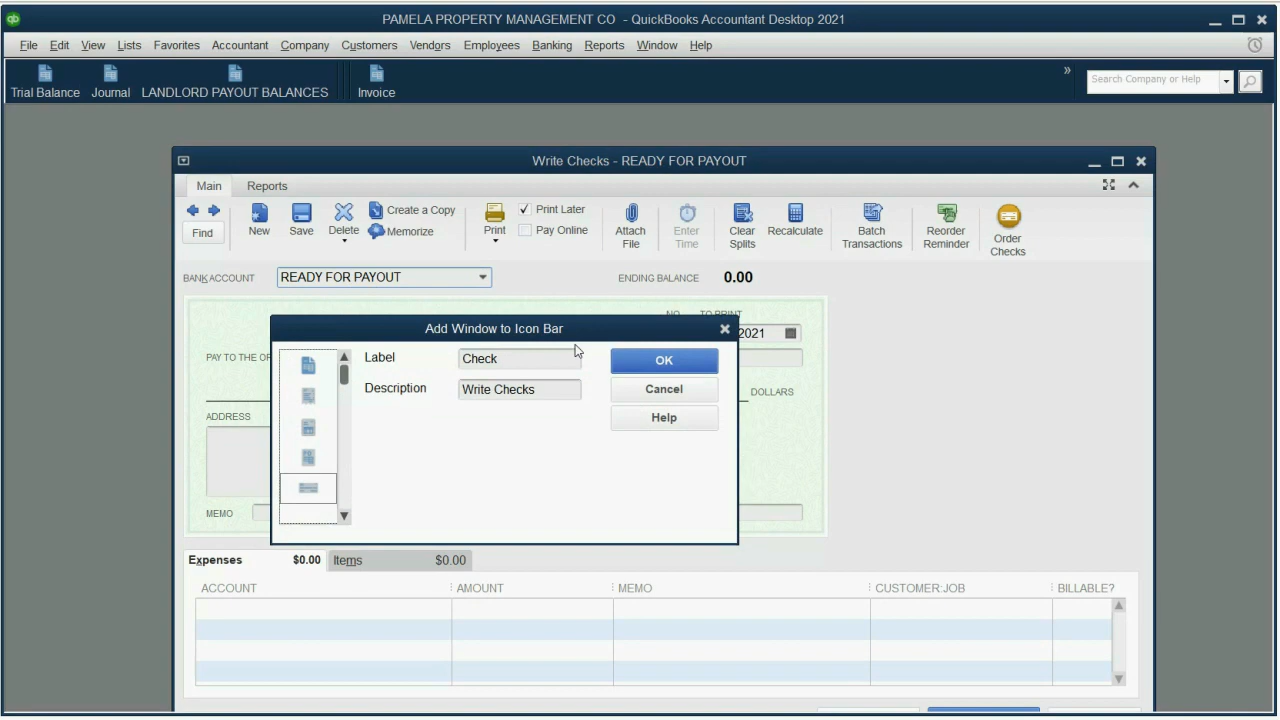 PAMELA PROPERTY MANAGEMENT CO - QuickBooks Accountant Desktop 2021
File Edit View Lists Favorites Accountant Company Customers Vendors Employees Banking Reports Window Help
Trial Balance Journal LANDLORD PAYOUT BALANCES Invoice
» Search Company or Help
Write Checks - READY FOR PAYOUT
Main Reports
Find New Save Delete Create a Copy Memorize Print Print Later Pay Online Attach File Enter Time Clear Splits Recalculate Batch Transactions Reorder Reminder Order Checks
BANK ACCOUNT READY FOR PAYOUT ENDING BALANCE 0.00
NO. TO PRINT
Add Window to Icon Bar
2021
PAY TO THE OR
Label Check OK
Description Write Checks Cancel
DOLLARS
ADDRESS
Help
MEMO
Expenses $0.00 Items $0.00
ACCOUNT AMOUNT MEMO CUSTOMER:JOB BILLABLE?